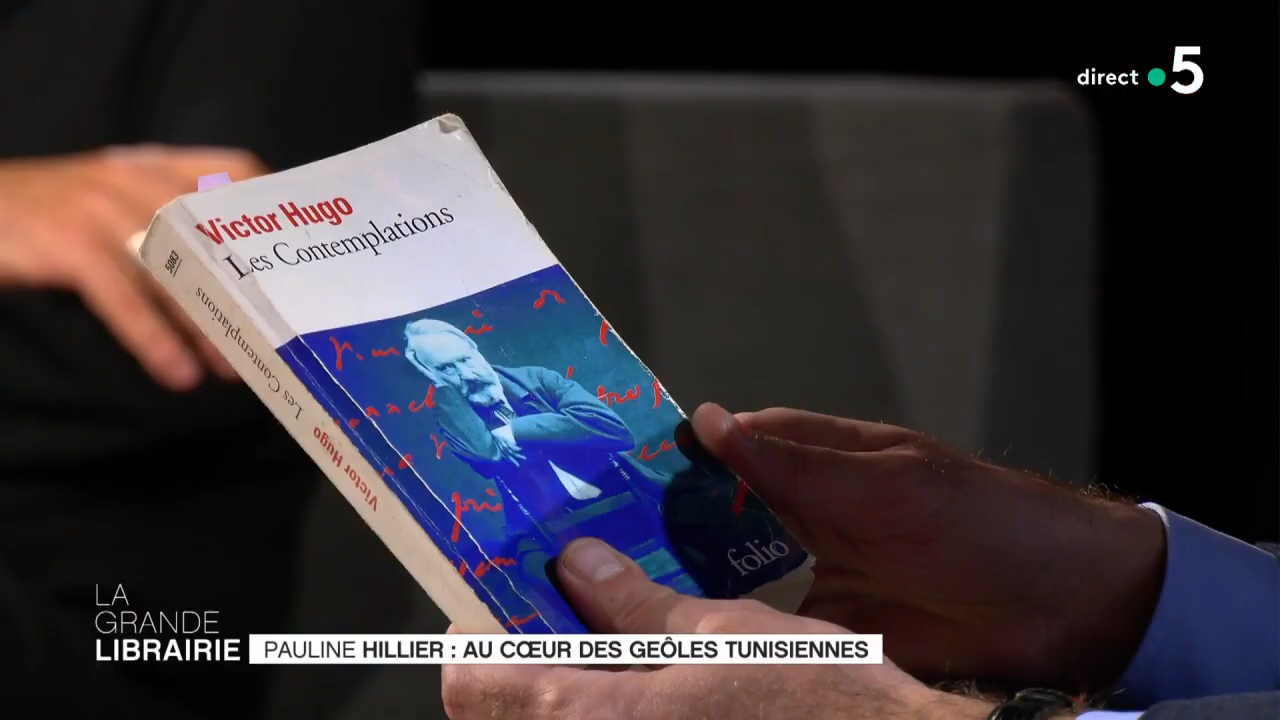 direct 5
Victor Hugo
Les Contemplations
5083
Les Contemplations
Victor Hugo
folio
LA
GRANDE
LIBRAIRIE
PAULINE HILLIER : AU CŒUR DES GEÔLES TUNISIENNES